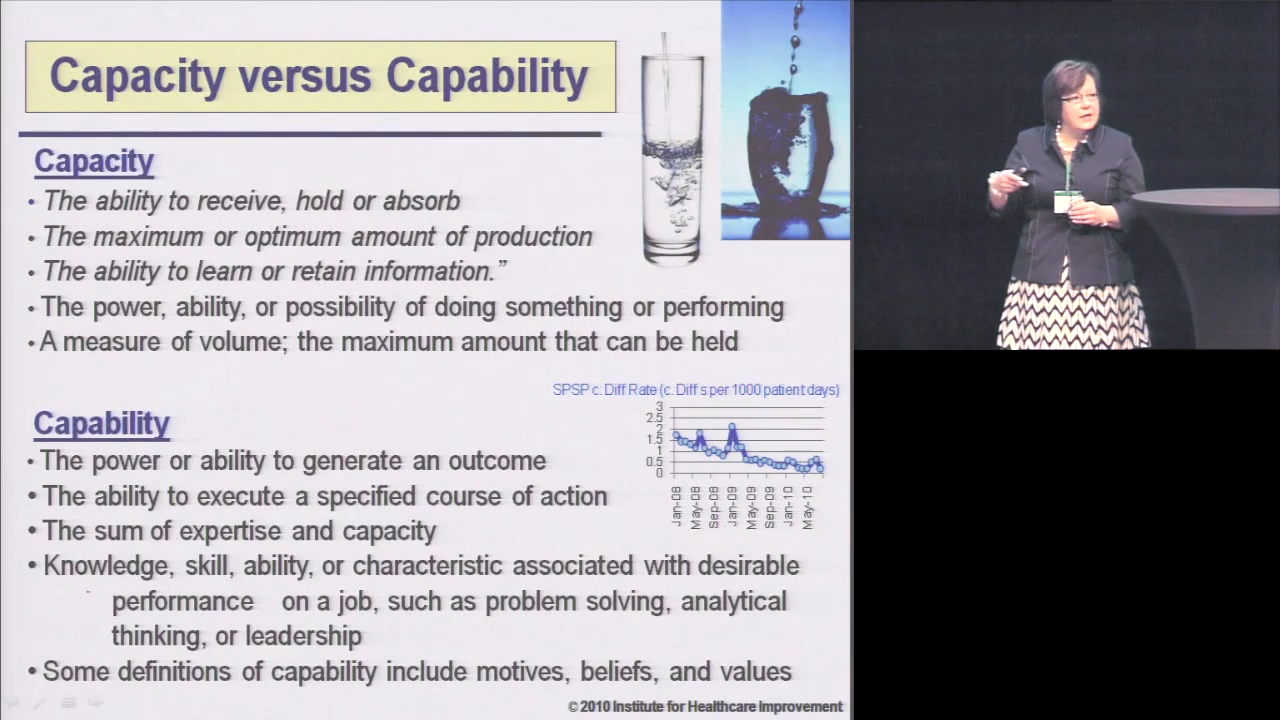 Capacity versus Capability
Capacity
• The ability to receive, hold or absorb
• The maximum or optimum amount of production
• The ability to learn or retain information.”
• The power, ability, or possibility of doing something or performing
• A measure of volume; the maximum amount that can be held
SPSP c. Diff Rate (c. Diff s per 1000 patient days)
3
2.5
2
1.5
1
0.5
0
Jan-08
May-08
Sep-08
Jan-09
May-09
Sep-09
Jan-10
May-10
Capability
• The power or ability to generate an outcome
• The ability to execute a specified course of action
• The sum of expertise and capacity
• Knowledge, skill, ability, or characteristic associated with desirable
performance on a job, such as problem solving, analytical
thinking, or leadership
• Some definitions of capability include motives, beliefs, and values
© 2010 Institute for Healthcare Improvement